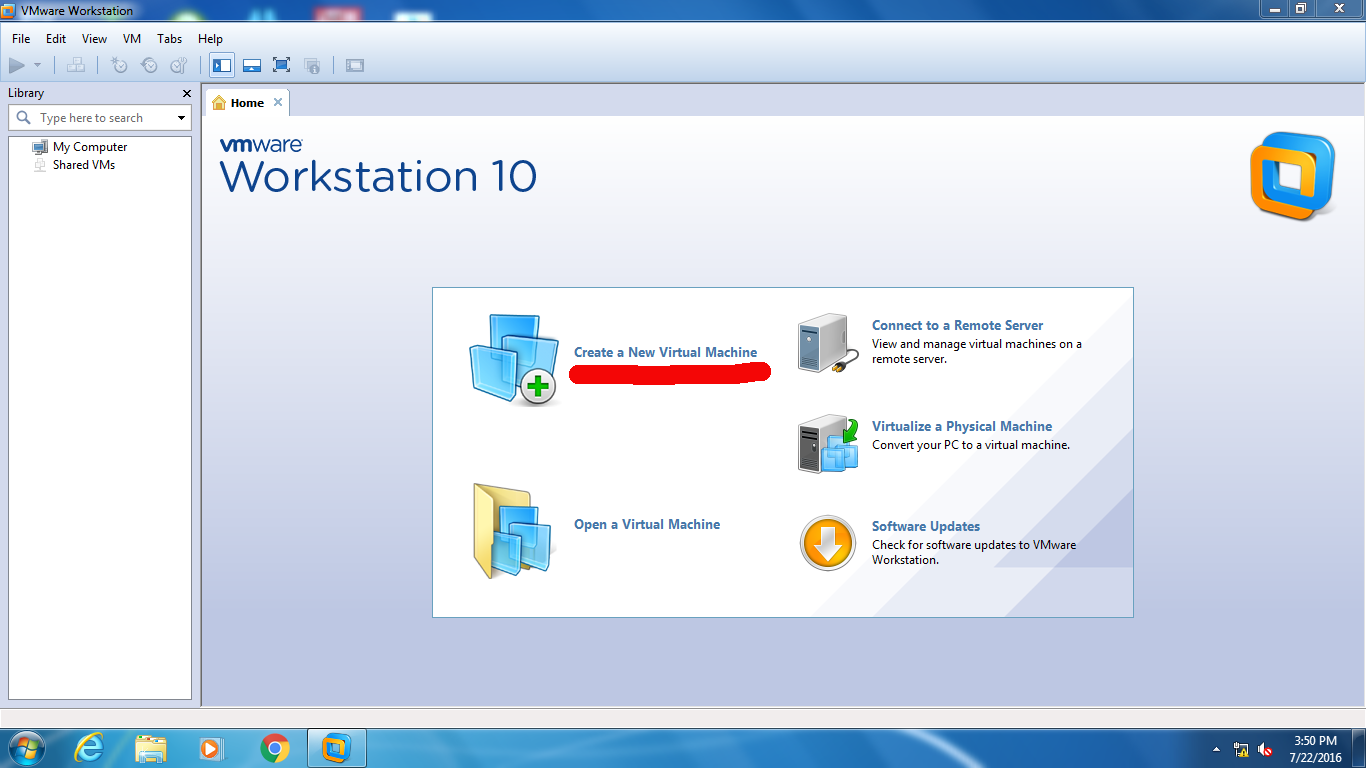 VMware Workstation
File Edit View VM Tabs Help
Library
Type here to search
My Computer
Shared VMs
Home
vmware
Workstation 10
Create a New Virtual Machine
Open a Virtual Machine
Connect to a Remote Server
View and manage virtual machines on a
remote server.
Virtualize a Physical Machine
Convert your PC to a virtual machine.
Software Updates
Check for software updates to VMware
Workstation.
3:50 PM
7/22/2016